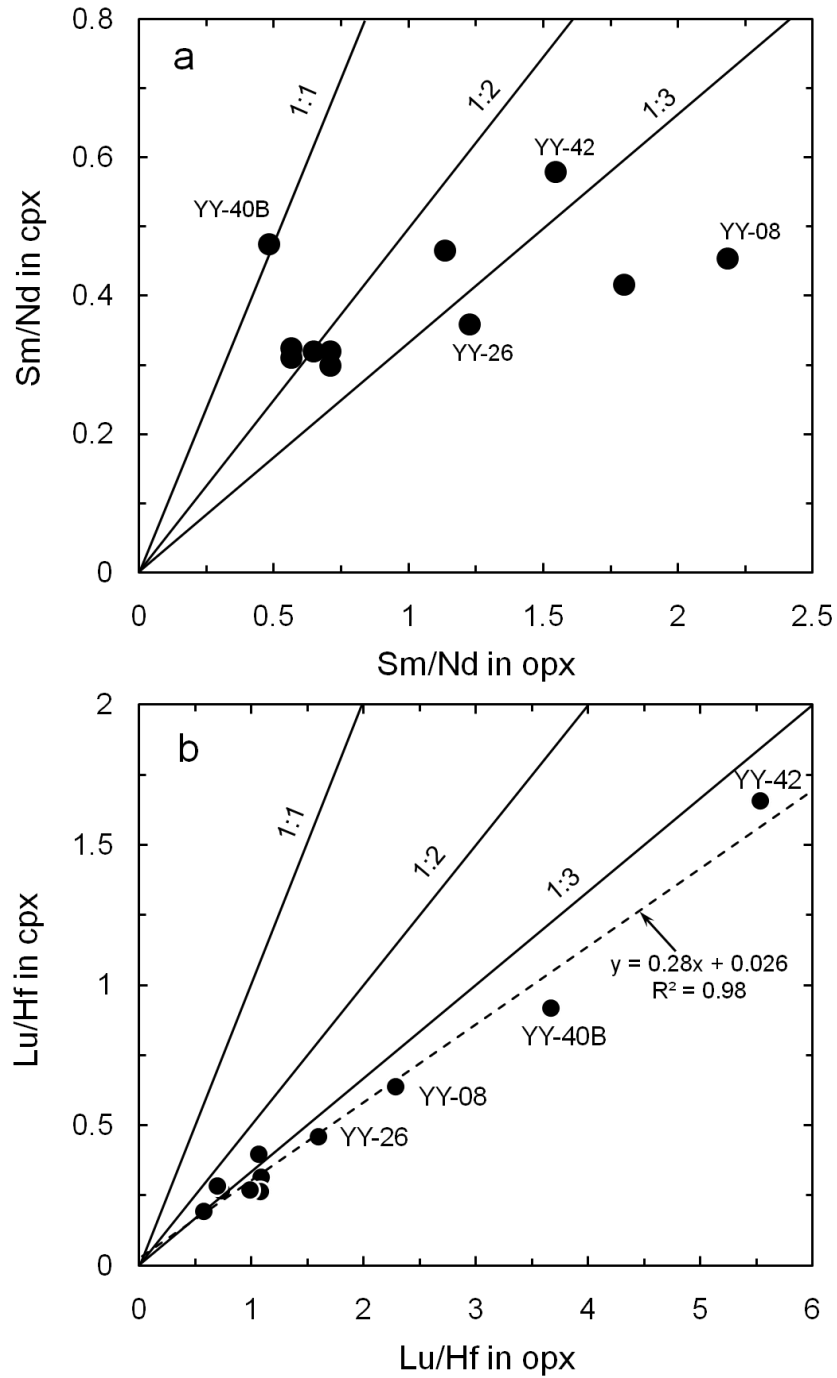 a
0.8
0.6
0.4
0.2
0
Sm/Nd in cpx
1:1
1:2
1:3
YY-40B
YY-42
YY-08
YY-26
0 0.5 1 1.5 2 2.5
Sm/Nd in opx
b
2
1.5
1
0.5
0
Lu/Hf in cpx
1:1
1:2
1:3
YY-42
y = 0.28x + 0.026
R² = 0.98
YY-40B
YY-08
YY-26
0 1 2 3 4 5 6
Lu/Hf in opx